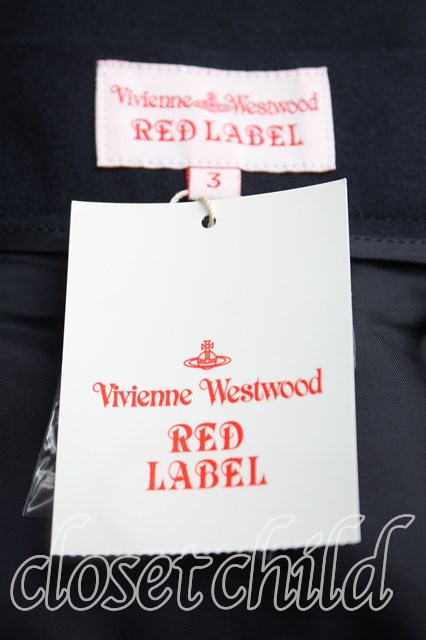 Vivienne Westwood
RED LABEL
3
Vivienne Westwood
RED
LABEL
closetchild